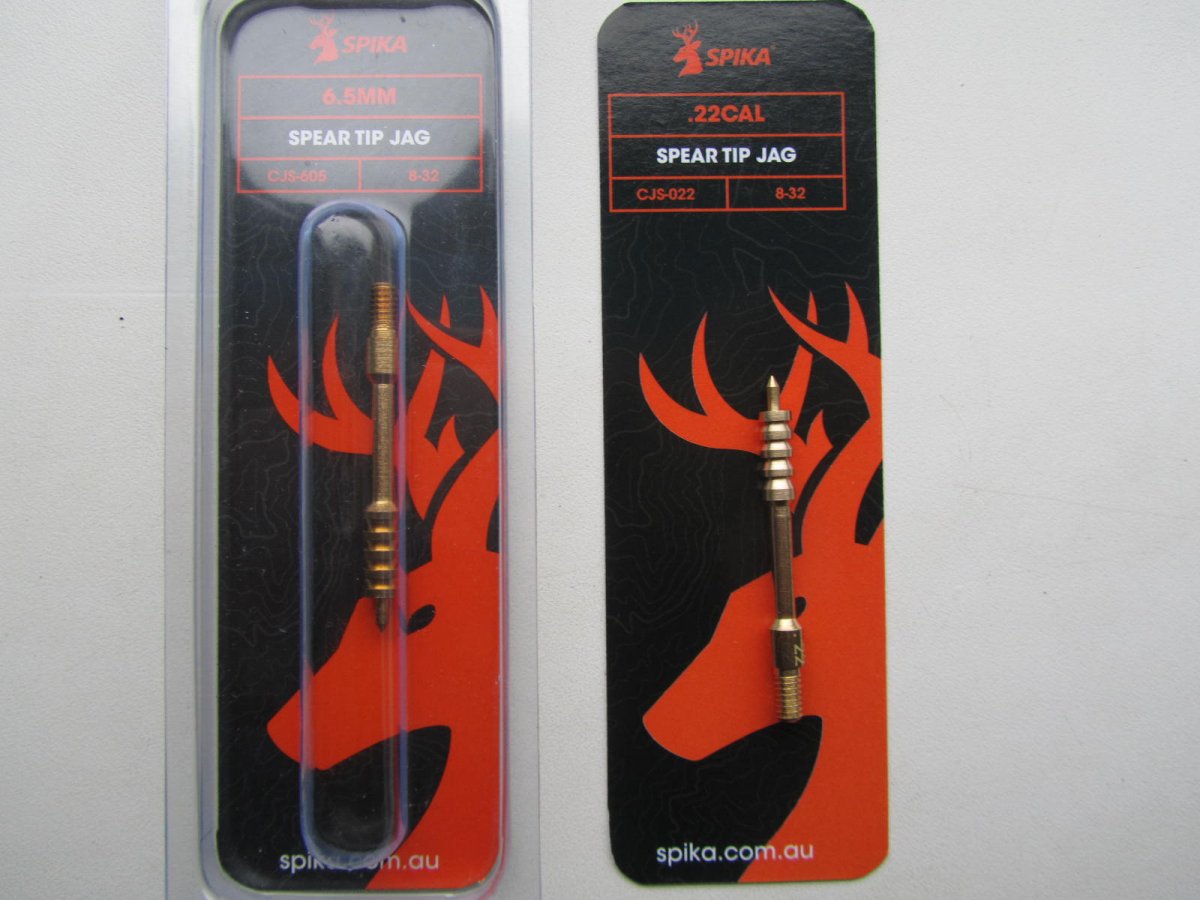 SPIKA
6.5MM
SPEAR TIP JAG
CJS-605 8-32
spika.com.au
SPIKA
.22CAL
SPEAR TIP JAG
CJS-022 8-32
22
spika.com.au